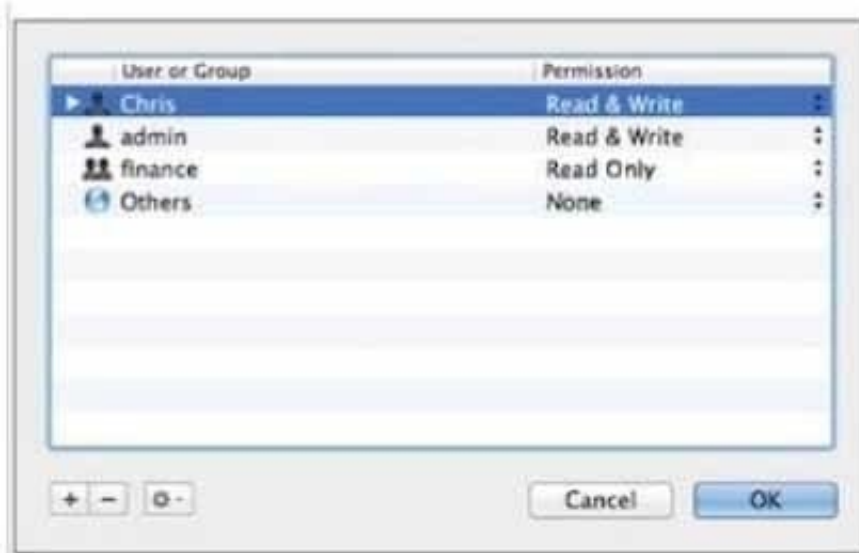 User or Group Permission
Chris Read & Write
admin Read & Write
finance Read Only
Others None
+ - Cancel OK